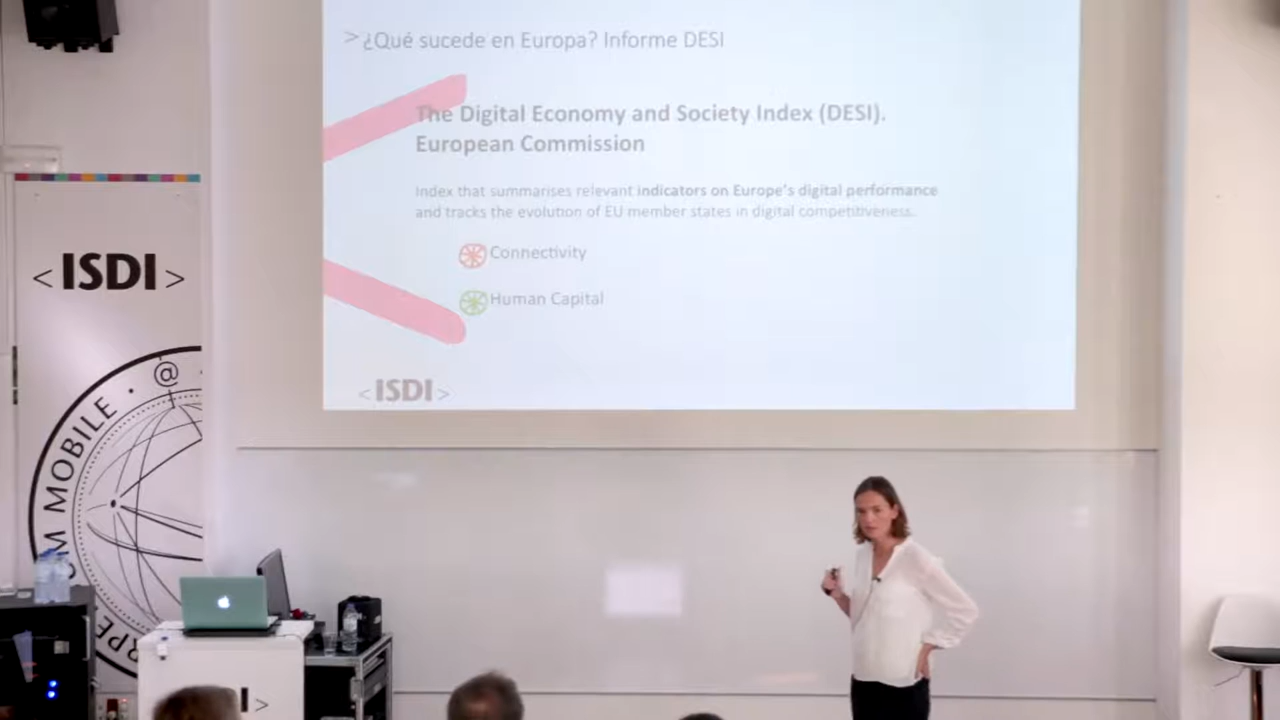 > ¿Qué sucede en Europa? Informe DESI
The Digital Economy and Society Index (DESI).
European Commission
Index that summarises relevant indicators on Europe's digital performance
and tracks the evolution of EU member states in digital competitiveness.
Connectivity
Human Capital
<ISDI>
<ISDI>
@
MOBILE
>